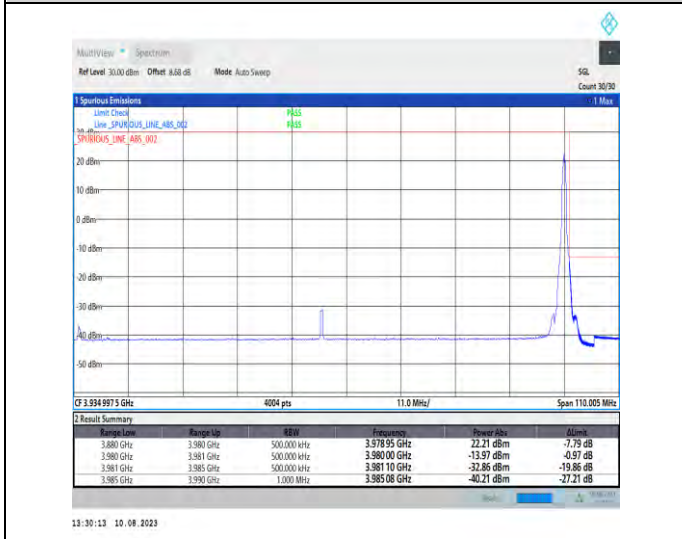 MultiView Spectrum
Ref Level 30.00 dBm Offset 8.68 dB Mode Auto Sweep SGL
Count 30/30
1 Spurious Emissions 1 Max
Limit Check PASS
Line _SPURIOUS_LINE_ABS_002 PASS
_SPURIOUS_LINE_ABS_002
20 dBm
10 dBm
0 dBm
-10 dBm
-20 dBm
-30 dBm
-40 dBm
-50 dBm
CF 3.934 997 5 GHz 4004 pts 11.0 MHz/ Span 110.005 MHz
2 Result Summary
Range Low Range Up RBW Frequency Power Abs ΔLimit
3.880 GHz 3.980 GHz 500.000 kHz 3.978 95 GHz 22.21 dBm -7.79 dB
3.980 GHz 3.981 GHz 500.000 kHz 3.980 00 GHz -13.97 dBm -0.97 dB
3.981 GHz 3.985 GHz 500.000 kHz 3.981 10 GHz -32.86 dBm -19.86 dB
3.985 GHz 3.990 GHz 1.000 MHz 3.985 08 GHz -40.21 dBm -27.21 dB
13:30:13 10.08.2023